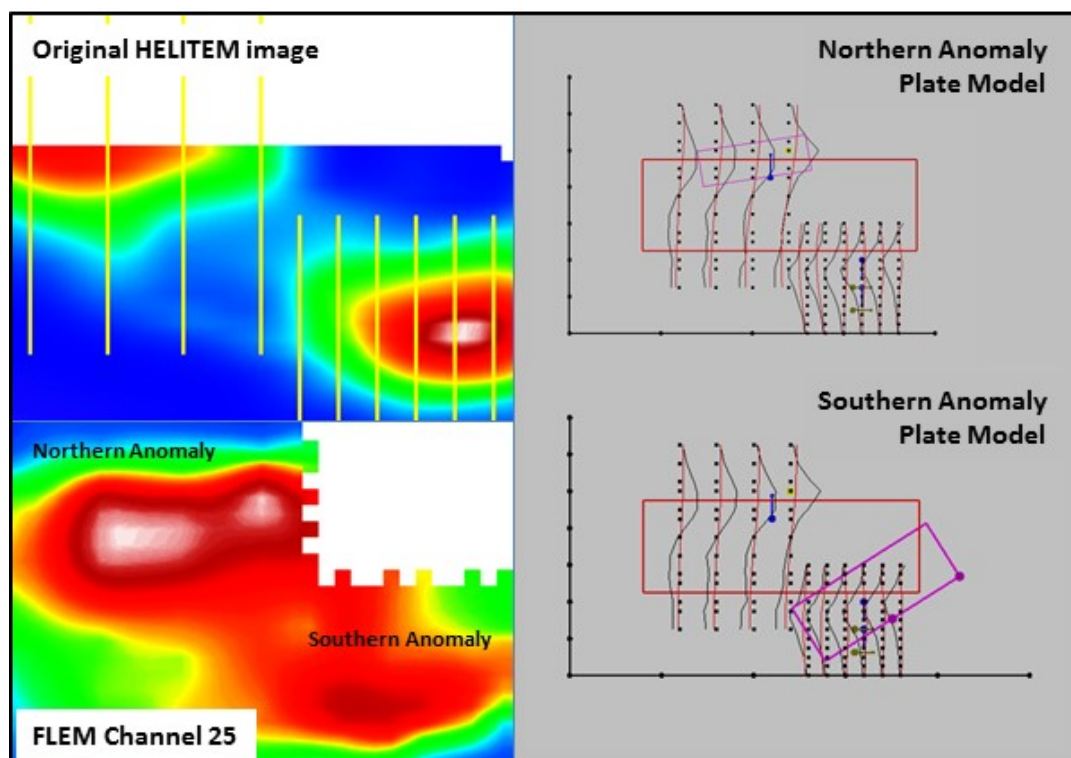 Original HELITEM image
Northern Anomaly
Plate Model
Northern Anomaly
Southern Anomaly
FLEM Channel 25
Southern Anomaly
Plate Model